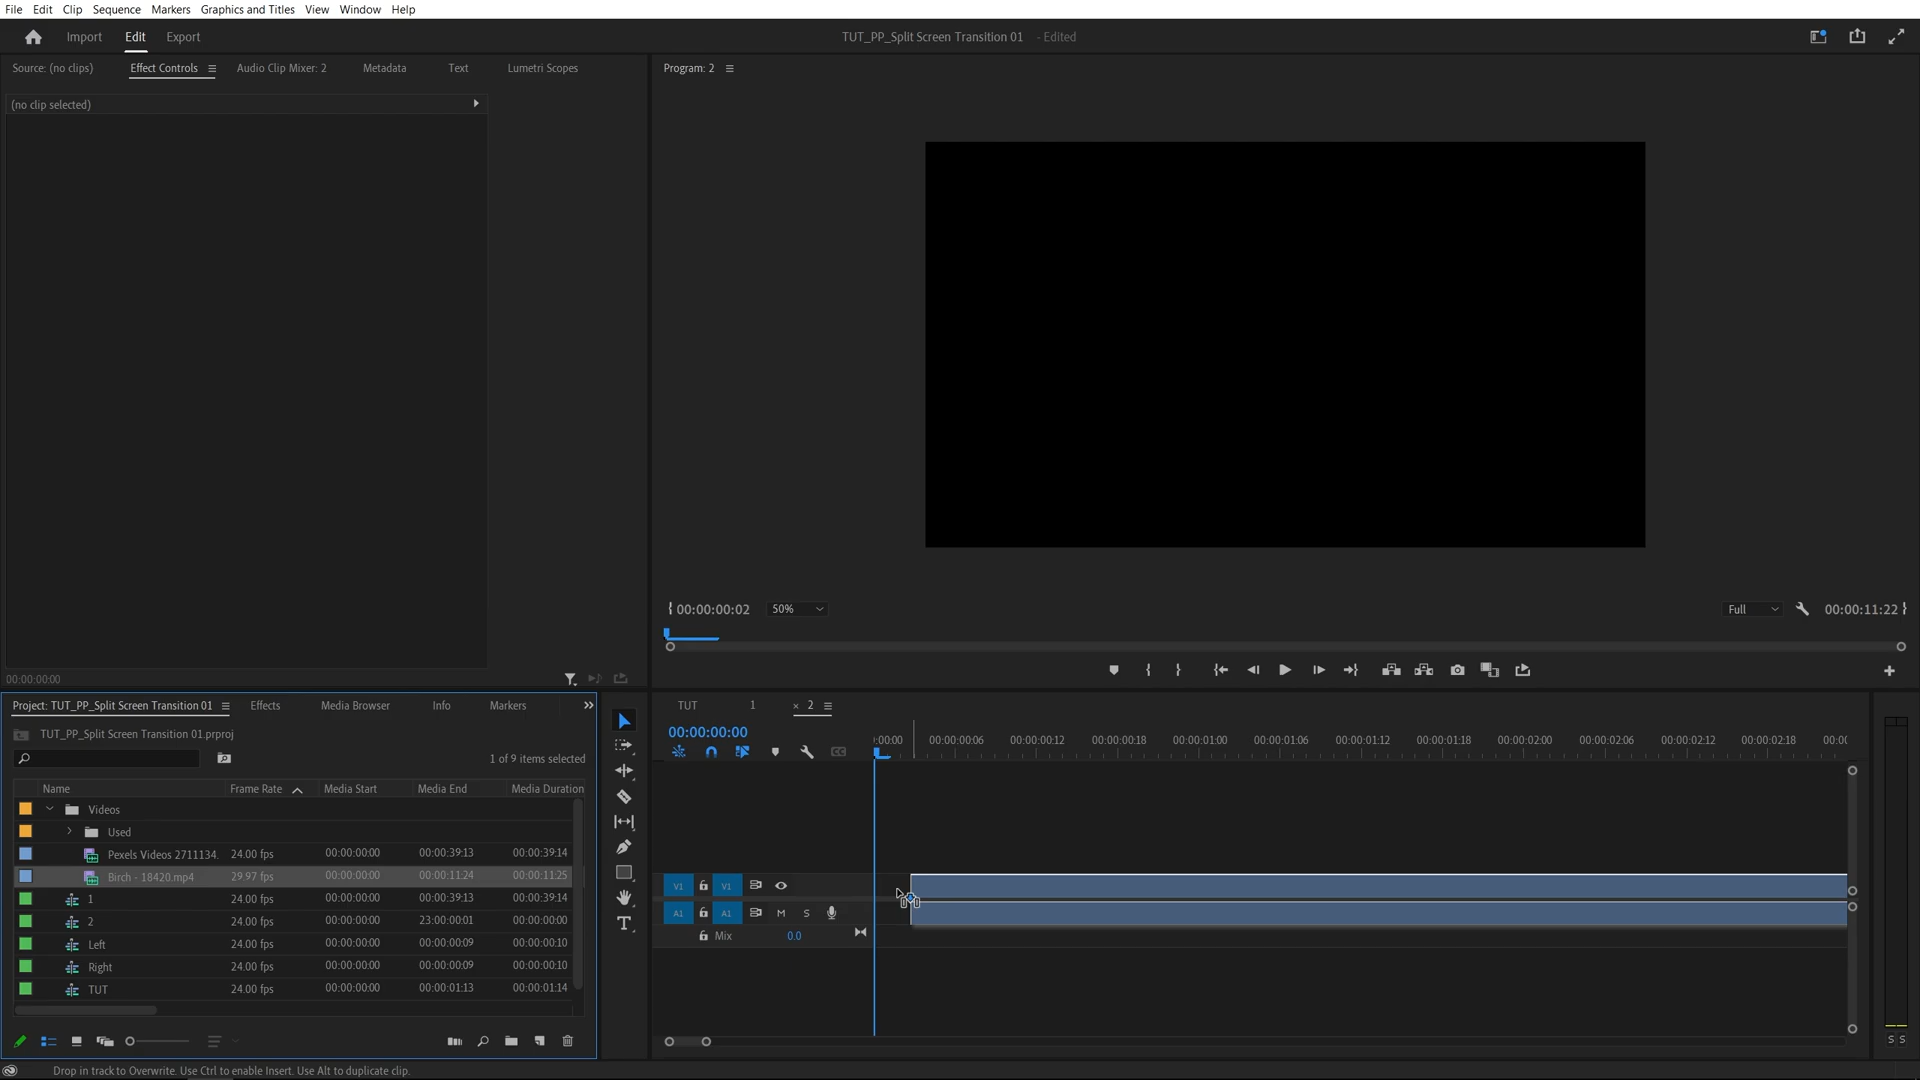 File Edit Clip Sequence Markers Graphics and Titles View Window Help
Import Edit Export TUT_PP_Split Screen Transition 01 - Edited
Source: (no clips) Effect Controls Audio Clip Mixer: 2 Metadata Text Lumetri Scopes
Program: 2
(no clip selected)
00:00:00:02 50% Full 00:00:11:22
00:00:00:00
Project: TUT_PP_Split Screen Transition 01 Effects Media Browser Info Markers
TUT_PP_Split Screen Transition 01.prproj
1 of 9 items selected
Name Frame Rate Media Start Media End Media Duration
Videos
Used
Pexels Videos 2711134. 24.00 fps 00:00:00:00 00:00:39:13 00:00:39:14
Birch - 18420.mp4 29.97 fps 00:00:00:00 00:00:11:24 00:00:11:25
1 24.00 fps 00:00:00:00 00:00:39:13 00:00:39:14
2 24.00 fps 00:00:00:00 23:00:00:01 00:00:00:00
Left 24.00 fps 00:00:00:00 00:00:00:09 00:00:00:10
Right 24.00 fps 00:00:00:00 00:00:00:09 00:00:00:10
TUT 24.00 fps 00:00:00:00 00:00:01:13 00:00:01:14
TUT 1 × 2
00:00:00:00
:00:00 00:00:00:06 00:00:00:12 00:00:00:18 00:00:01:00 00:00:01:06 00:00:01:12 00:00:01:18 00:00:02:00 00:00:02:06 00:00:02:12 00:00:02:18 00:00
V1 V1
A1 A1 M S
Mix 0.0
S S
Drop in track to Overwrite. Use Ctrl to enable Insert. Use Alt to duplicate clip.